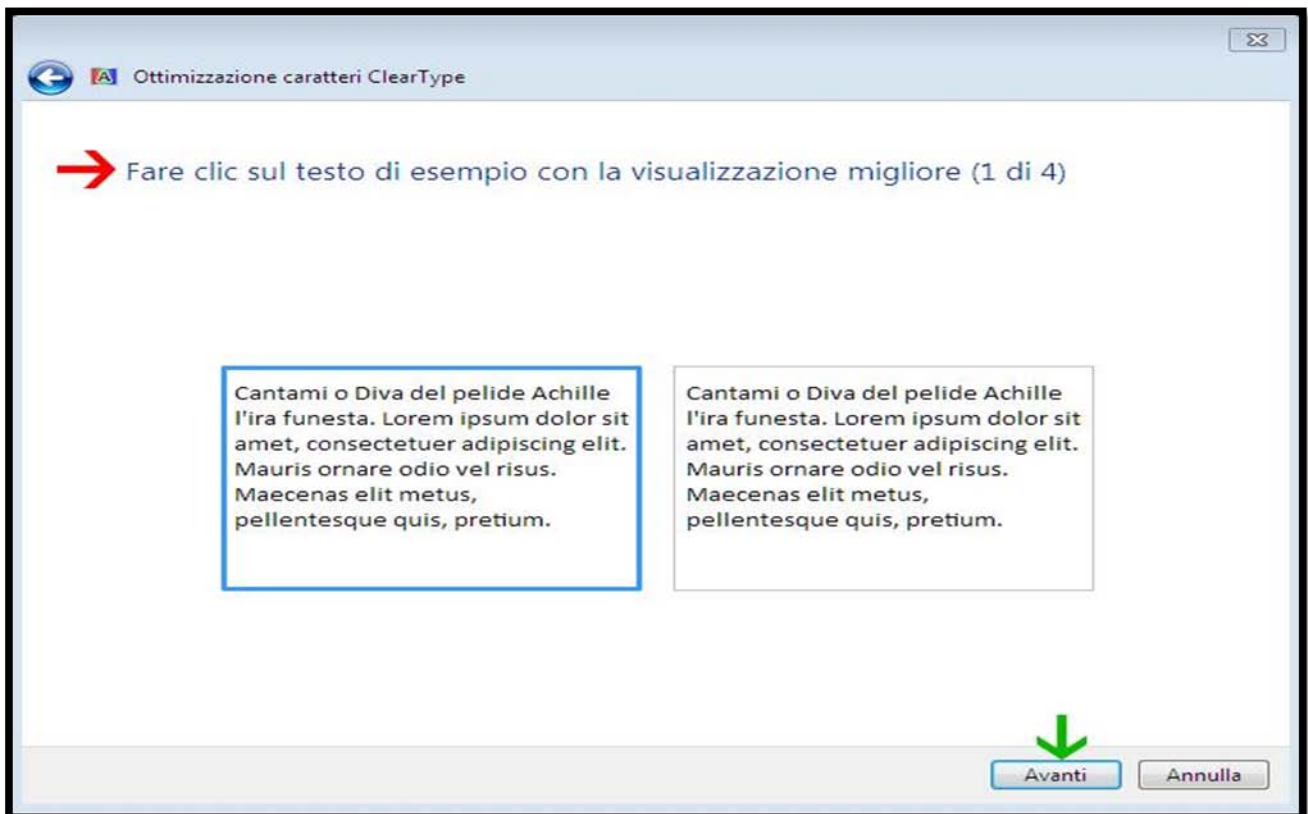 Ottimizzazione caratteri ClearType
Fare clic sul testo di esempio con la visualizzazione migliore (1 di 4)
Cantami o Diva del pelide Achille
l'ira funesta. Lorem ipsum dolor sit
amet, consectetuer adipiscing elit.
Mauris ornare odio vel risus.
Maecenas elit metus,
pellentesque quis, pretium.
Cantami o Diva del pelide Achille
l'ira funesta. Lorem ipsum dolor sit
amet, consectetuer adipiscing elit.
Mauris ornare odio vel risus.
Maecenas elit metus,
pellentesque quis, pretium.
Avanti
Annulla